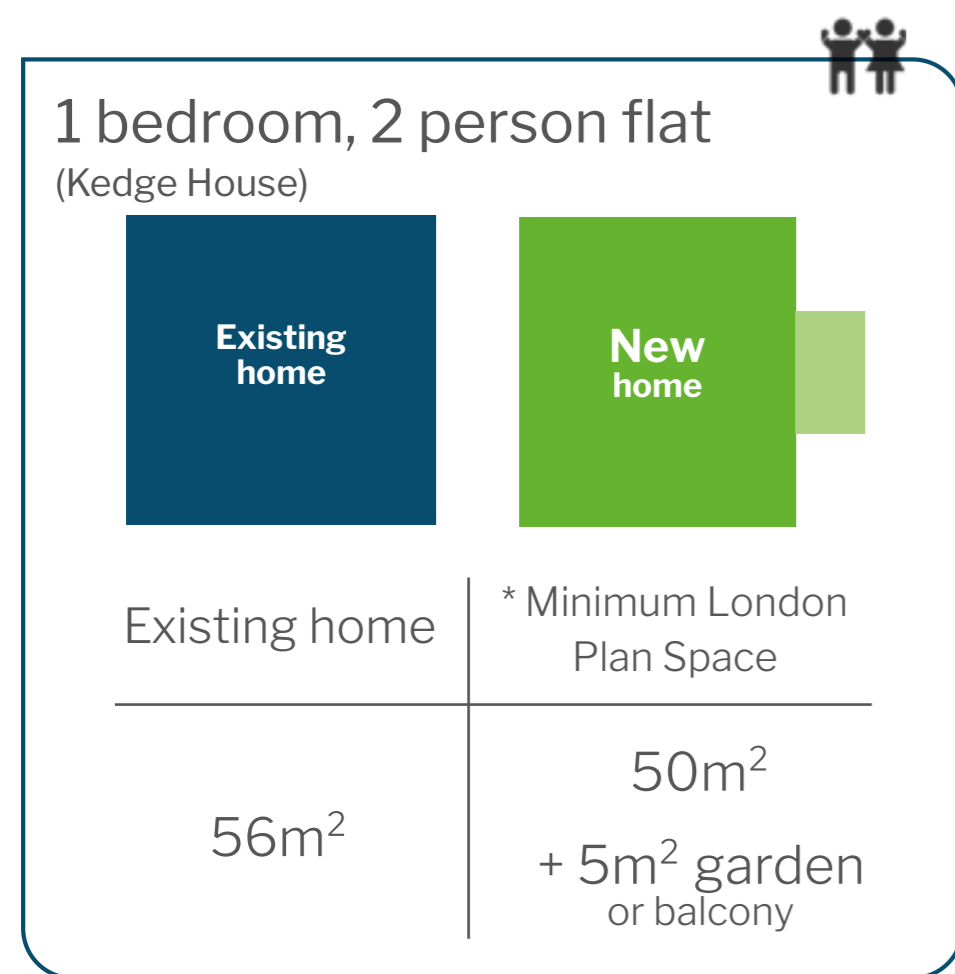 1 bedroom, 2 person flat
(Kedge House)
Existing
home
New
home
Existing home
* Minimum London
Plan Space
56m²
50m²
+ 5m² garden
or balcony